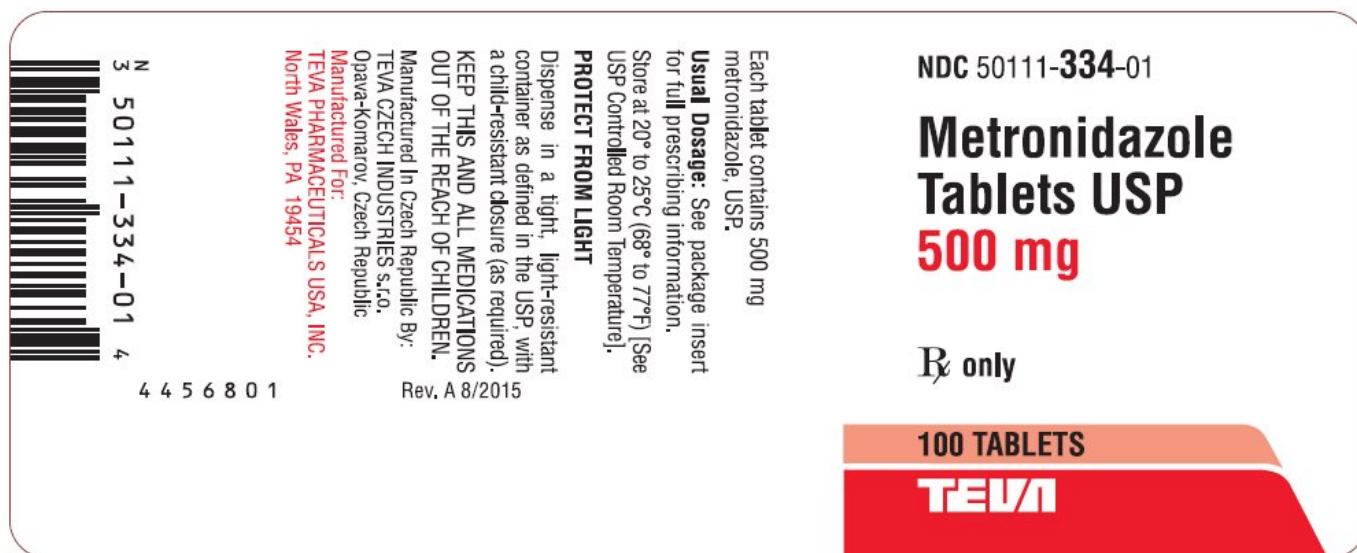 NDC 50111-334-01
Metronidazole
Tablets USP
500 mg
℞ only
100 TABLETS
TEVA
Each tablet contains 500 mg
metronidazole, USP.
Usual Dosage: See package insert
for full prescribing information.
Store at 20° to 25°C (68° to 77°F) [See
USP Controlled Room Temperature].
PROTECT FROM LIGHT
Dispense in a tight, light-resistant
container as defined in the USP, with
a child-resistant closure (as required).
KEEP THIS AND ALL MEDICATIONS
OUT OF THE REACH OF CHILDREN.
Manufactured In Czech Republic By:
TEVA CZECH INDUSTRIES s.r.o.
Opava-Komarov, Czech Republic
Manufactured For:
TEVA PHARMACEUTICALS USA, INC.
North Wales, PA 19454
N
3 50111-334-01 4
4456801
Rev. A 8/2015